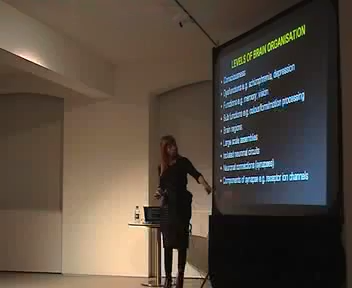 LEVELS OF BRAIN ORGANISATION
• Consciousness
• Dysfunctions e.g. schizophrenia, depression
• Functions e.g. memory, vision
• Sub functions e.g. colour/form/motion processing
• Brain regions
• Large scale assemblies
• Isolated neuronal circuits
• Neuronal connections (synapses)
• Components of synapse e.g. receptor ion channels